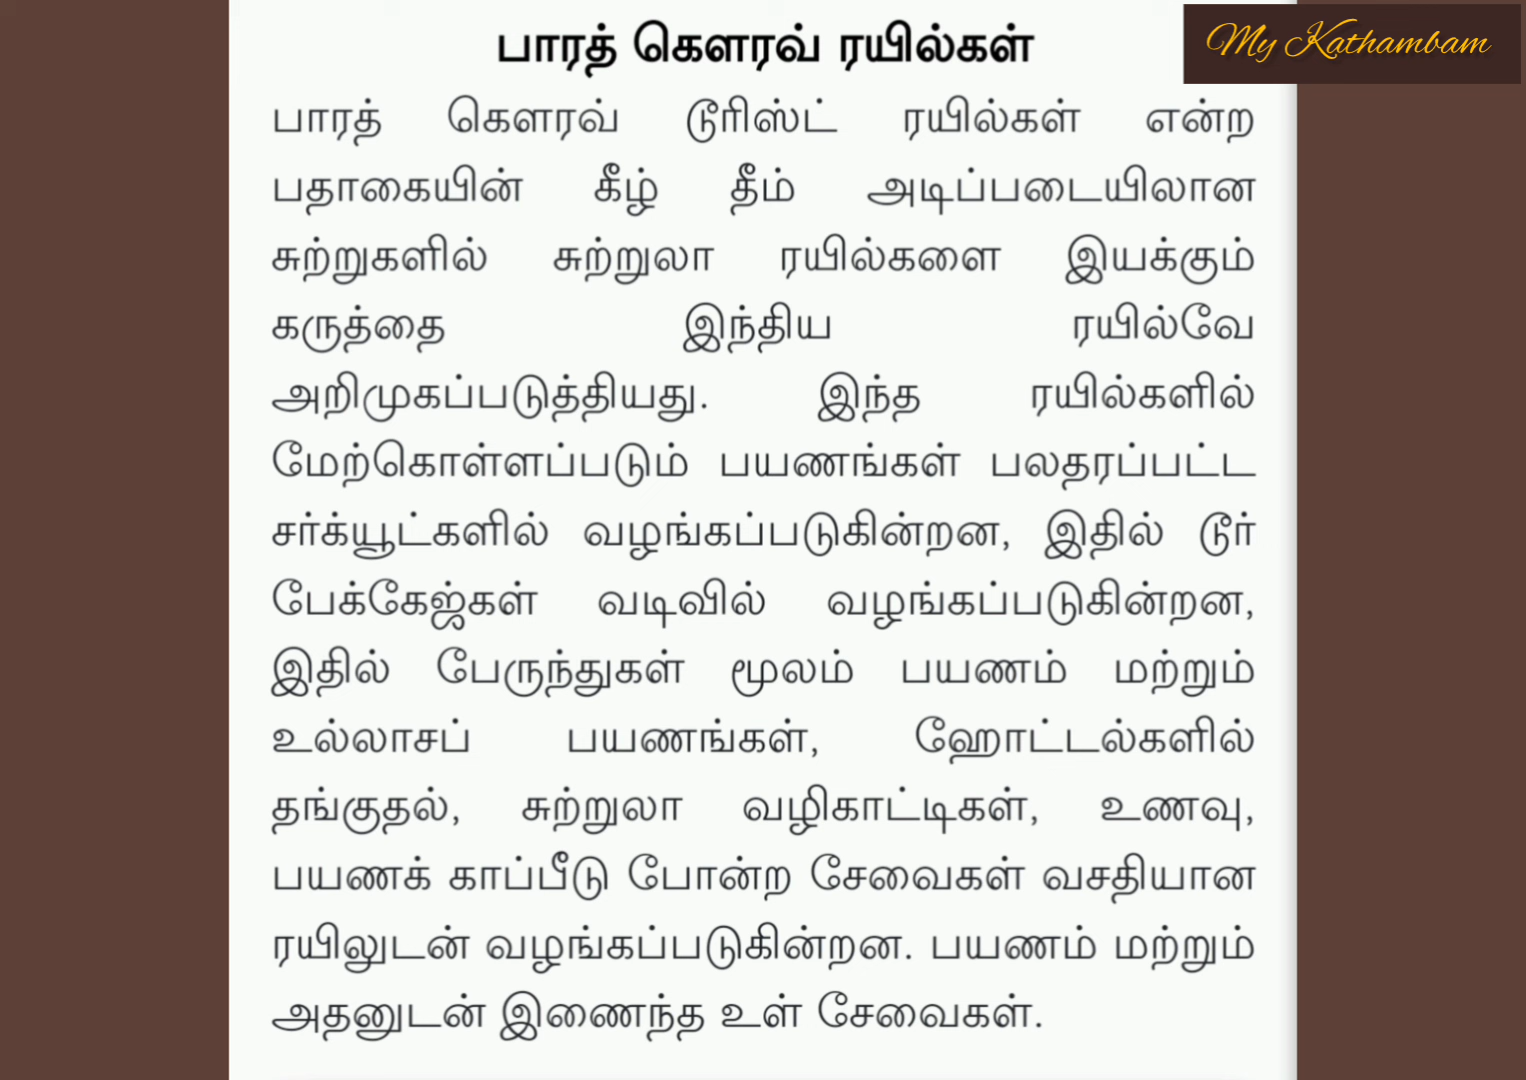 பாரத் கௌரவ் ரயில்கள்
My Kathambam
பாரத் கௌரவ் டூரிஸ்ட் ரயில்கள் என்ற
பதாகையின் கீழ் தீம் அடிப்படையிலான
சுற்றுகளில் சுற்றுலா ரயில்களை இயக்கும்
கருத்தை இந்திய ரயில்வே
அறிமுகப்படுத்தியது. இந்த ரயில்களில்
மேற்கொள்ளப்படும் பயணங்கள் பலதரப்பட்ட
சர்க்யூட்களில் வழங்கப்படுகின்றன, இதில் டூர்
பேக்கேஜ்கள் வடிவில் வழங்கப்படுகின்றன,
இதில் பேருந்துகள் மூலம் பயணம் மற்றும்
உல்லாசப் பயணங்கள், ஹோட்டல்களில்
தங்குதல், சுற்றுலா வழிகாட்டிகள், உணவு,
பயணக் காப்பீடு போன்ற சேவைகள் வசதியான
ரயிலுடன் வழங்கப்படுகின்றன. பயணம் மற்றும்
அதனுடன் இணைந்த உள் சேவைகள்.